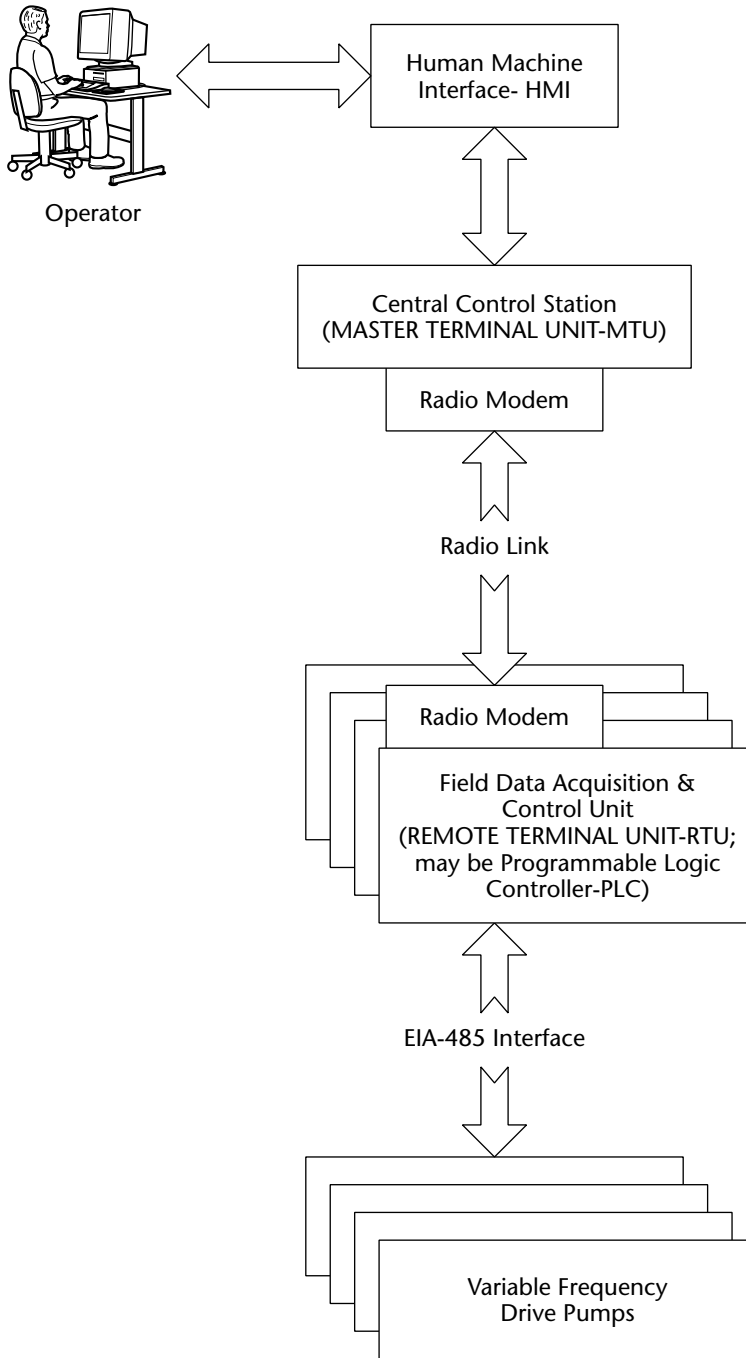 Human Machine
Interface- HMI
Operator
Central Control Station
(MASTER TERMINAL UNIT-MTU)
Radio Modem
Radio Link
Radio Modem
Field Data Acquisition &
Control Unit
(REMOTE TERMINAL UNIT-RTU;
may be Programmable Logic
Controller-PLC)
EIA-485 Interface
Variable Frequency
Drive Pumps